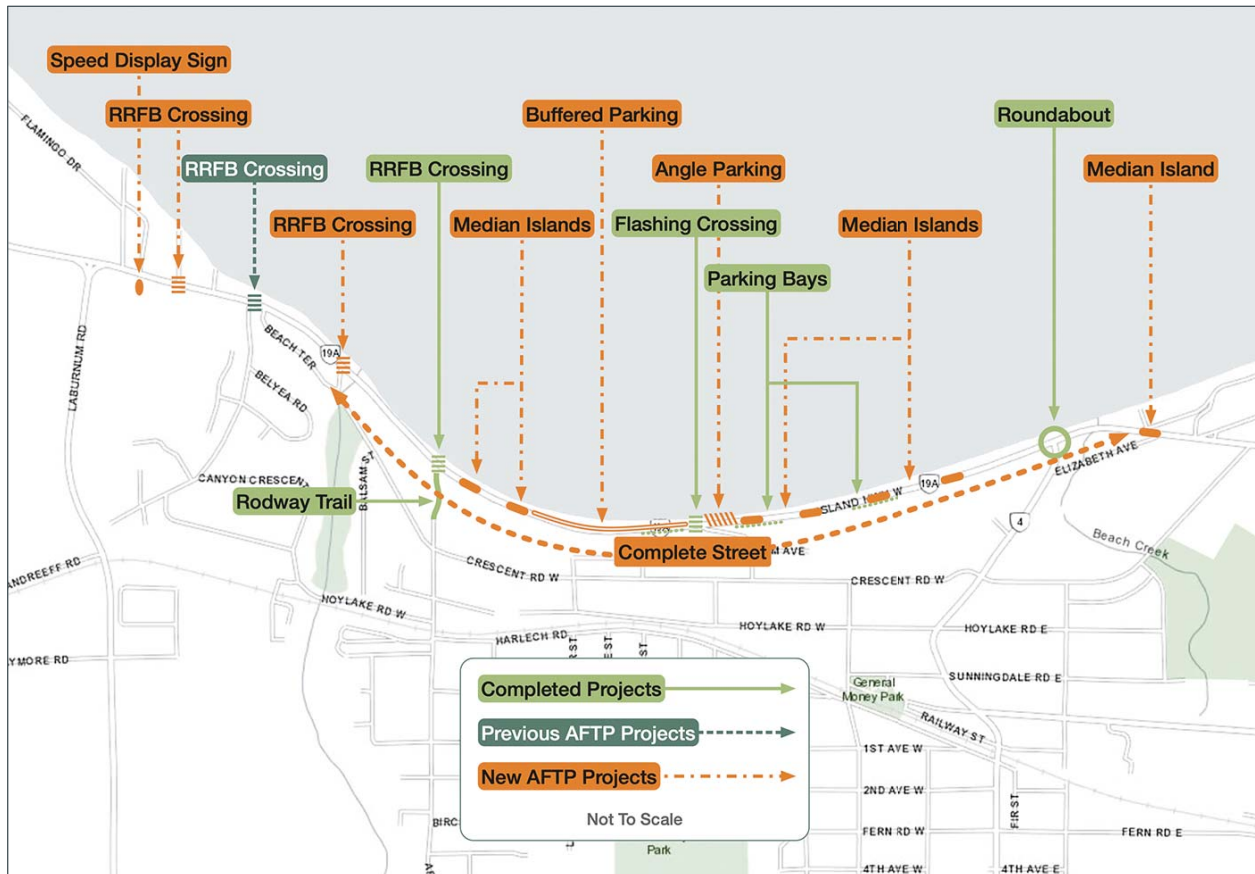 Speed Display Sign
RRFB Crossing
Buffered Parking
Roundabout
FLAMINGO DR
RRFB Crossing
RRFB Crossing
Angle Parking
Median Island
RRFB Crossing
Median Islands
Flashing Crossing
Median Islands
Parking Bays
LABURNUM RD
BEACH TER
19A
BELYEA RD
CANYON CRESCENT
BALSAM ST
ELIZABETH AVE
19A
Rodway Trail
4
Complete Street
AVE
Beach Creek
CRESCENT RD W
CRESCENT RD W
HOYLAKE RD W
HARLECH RD
HOYLAKE RD W
HOYLAKE RD E
SUNNINGDALE RD E
General
Money Park
RAILWAY ST
Completed Projects
Previous AFTP Projects
New AFTP Projects
Not To Scale
1ST AVE W
2ND AVE W
FIR ST
FERN RD W
FERN RD E
4TH AVE W
4TH AVE E
Park